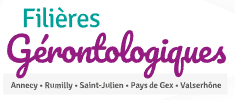 Filières
Gérontologiques
Annecy • Rumilly • Saint-Julien • Pays de Gex • Valserhône